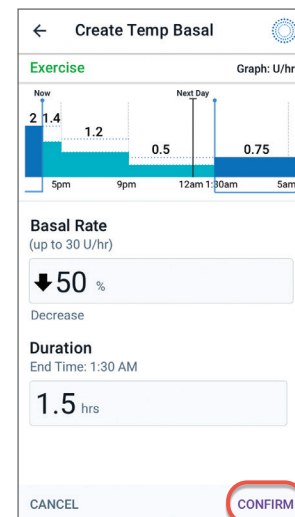 ← Create Temp Basal
Exercise Graph: U/hr
Now Next Day
2 1.4 1.2 0.5 0.75
5pm 9pm 12am 1:30am 5am
Basal Rate
(up to 30 U/hr)
50 %
Decrease
Duration
End Time: 1:30 AM
1.5 hrs
CANCEL CONFIRM